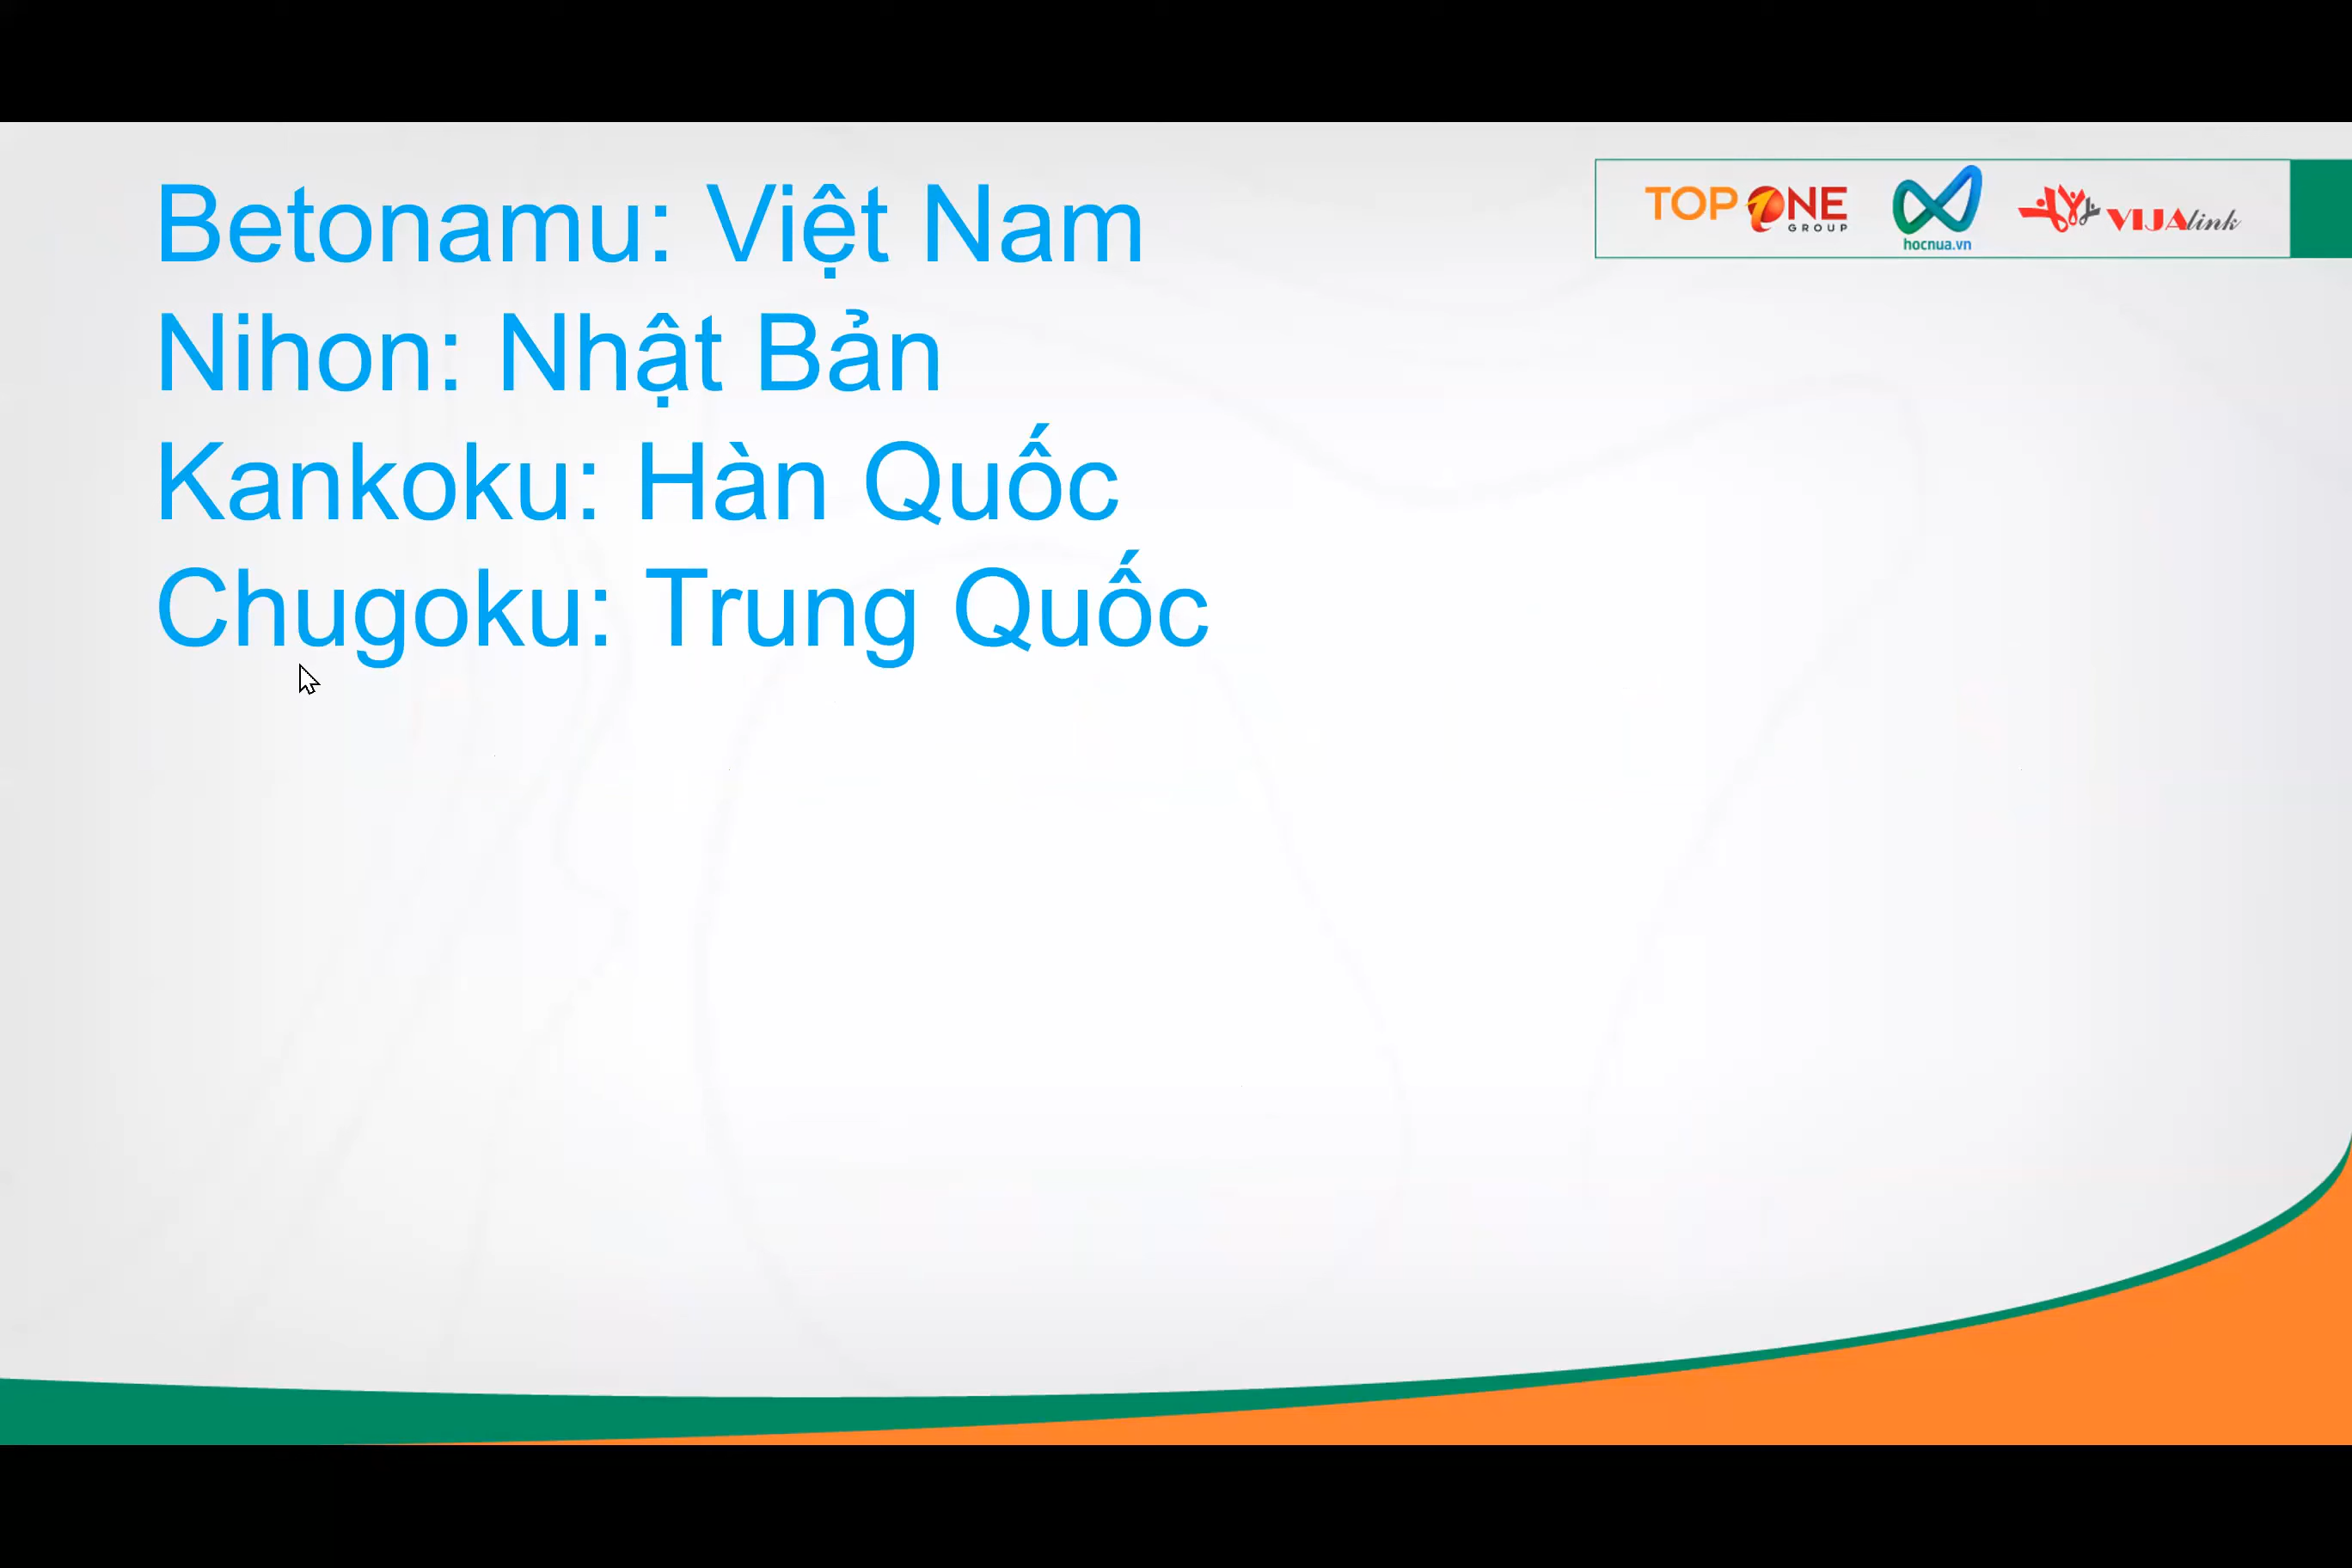 Betonamu: Việt Nam
Nihon: Nhật Bản
Kankoku: Hàn Quốc
Chugoku: Trung Quốc
TOP ONE GROUP
hocnua.vn
VIJAlink